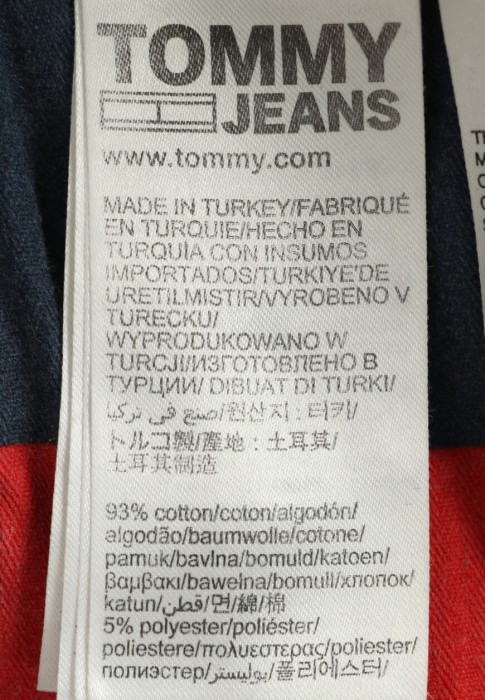 TOMMY
JEANS
www.tommy.com
MADE IN TURKEY/FABRIQUÉ
EN TURQUIE/HECHO EN
TURQUÍA CON INSUMOS
IMPORTADOS/TURKIYE'DE
URETILMISTIR/VYROBENO V
TURECKU/
WYPRODUKOWANO W
TURCJI/ИЗГОТОВЛЕНО В
ТУРЦИИ/ DIBUAT DI TURKI/
صنع في تركيا/원산지 : 터키/
トルコ製/產地 : 土耳其/
土耳其制造
93% cotton/coton/algodón/
algodão/baumwolle/cotone/
pamuk/bavlna/bomuld/katoen/
βαμβακι/bawełna/bomull/хлопок/
katun/قطن/면/綿/棉
5% polyester/poliéster/
poliestere/πολυεστερας/poliester/
полиэстер/بوليستر/폴리에스터/